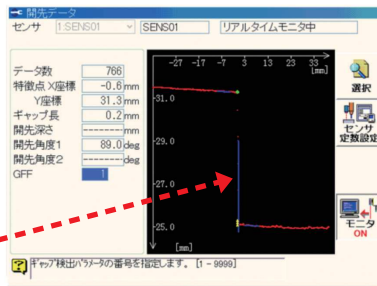 開先データ
センサ 1:SENS01 SENS01 リアルタイムモニタ中
データ数 766
特徴点 X座標 -0.6 mm
Y座標 31.3 mm
ギャップ長 0.2 mm
開先深さ -------- mm
開先角度1 89.0 deg
開先角度2 -------- deg
GFF 1
-27 -17 -7 3 13 23 33
[mm]
-31.0
-29.0
-27.0
-25.0
[mm]
選択
センサ
定数設定
モニタ
ON
ギャップ検出パラメータの番号を指定します。 [1 - 9999]